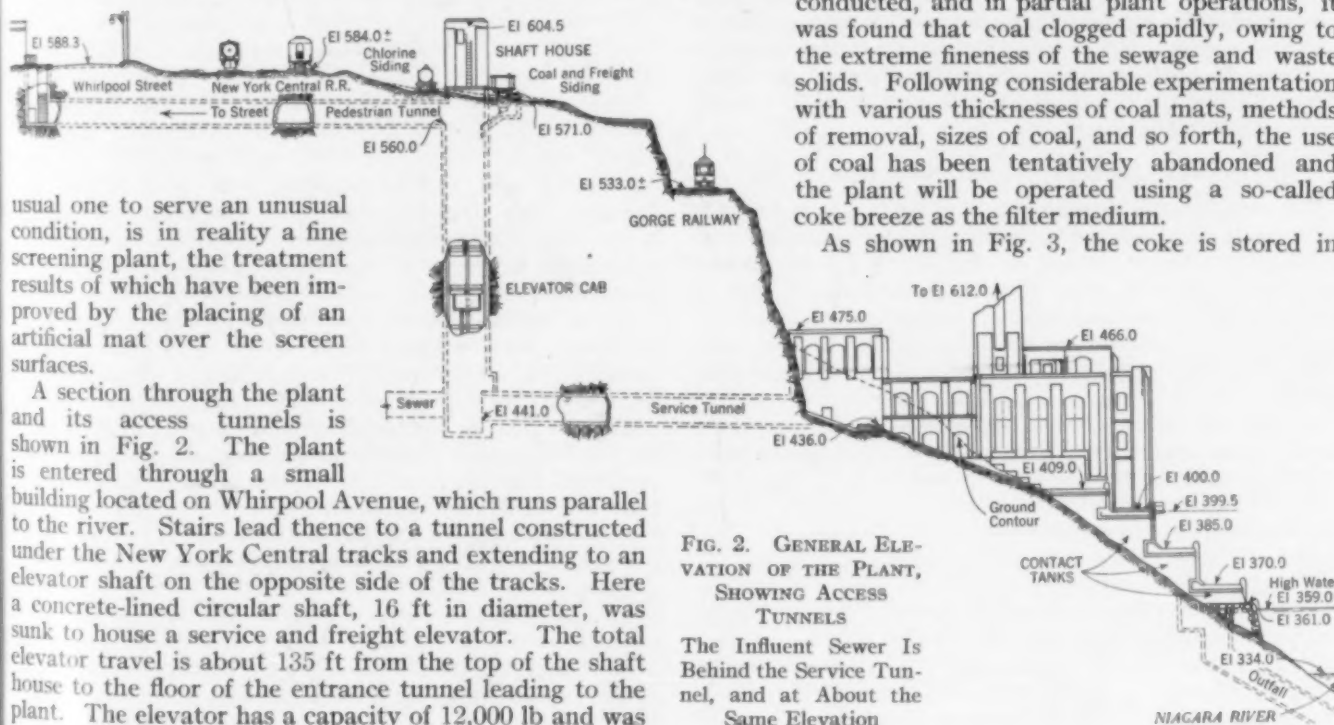 El 588.3
Whirlpool Street
New York Central R.R.
El 584.0±
Chlorine
Siding
El 604.5
SHAFT HOUSE
Coal and Freight
Siding
To Street
Pedestrian Tunnel
El 571.0
El 560.0
El 533.0±
GORGE RAILWAY
ELEVATOR CAB
Sewer
El 441.0
Service Tunnel
El 475.0
To El 612.0
El 466.0
El 436.0
El 409.0
Ground
Contour
El 400.0
El 399.5
El 385.0
CONTACT
TANKS
El 370.0
High Water
El 359.0
El 361.0
El 334.0
Outfall
NIAGARA RIVER
usual one to serve an unusual
condition, is in reality a fine
screening plant, the treatment
results of which have been im-
proved by the placing of an
artificial mat over the screen
surfaces.
A section through the plant
and its access tunnels is
shown in Fig. 2. The plant
is entered through a small
building located on Whirpool Avenue, which runs parallel
to the river. Stairs lead thence to a tunnel constructed
under the New York Central tracks and extending to an
elevator shaft on the opposite side of the tracks. Here
a concrete-lined circular shaft, 16 ft in diameter, was
sunk to house a service and freight elevator. The total
elevator travel is about 135 ft from the top of the shaft
house to the floor of the entrance tunnel leading to the
plant. The elevator has a capacity of 12,000 lb and was
FIG. 2. GENERAL ELE-
VATION OF THE PLANT,
SHOWING ACCESS
TUNNELS
The Influent Sewer Is
Behind the Service Tun-
nel, and at About the
Same Elevation
conducted, and in partial plant operations, it
was found that coal clogged rapidly, owing to
the extreme fineness of the sewage and waste
solids. Following considerable experimentation
with various thicknesses of coal mats, methods
of removal, sizes of coal, and so forth, the use
of coal has been tentatively abandoned and
the plant will be operated using a so-called
coke breeze as the filter medium.
As shown in Fig. 3, the coke is stored in